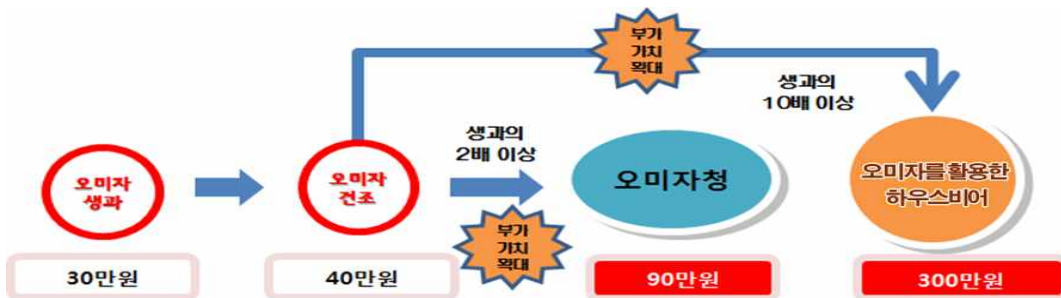 부가
가치
확대
생과의
10배 이상
생과의
2배 이상
오미자
생과
오미자
건조
오미자청
오미자를 활용한
하우스비어
부가
가치
확대
30만원
40만원
90만원
300만원